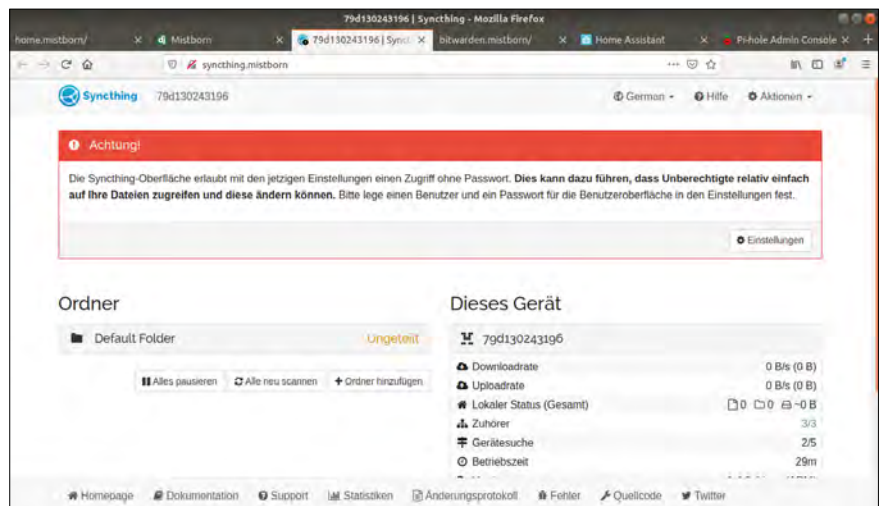 79d130243196 | Syncthing - Mozilla Firefox
home.mistborn/
Mistborn
79d130243196 | Sync
bitwarden.mistborn/
Home Assistant
Pi-hole Admin Console
syncthing.mistborn
Syncthing
79d130243196
German
Hilfe
Aktionen
Achtung!
Die Syncthing-Oberfläche erlaubt mit den jetzigen Einstellungen einen Zugriff ohne Passwort. Dies kann dazu führen, dass Unberechtigte relativ einfach
auf Ihre Dateien zugreifen und diese ändern können. Bitte lege einen Benutzer und ein Passwort für die Benutzeroberfläche in den Einstellungen fest.
Einstellungen
Ordner
Default Folder
Ungeteilt
Alles pausieren
Alle neu scannen
Ordner hinzufügen
Dieses Gerät
79d130243196
Downloadrate
0 B/s (0 B)
Uploadrate
0 B/s (0 B)
Lokaler Status (Gesamt)
0
0
~0 B
Zuhörer
3/3
Gerätesuche
2/5
Betriebszeit
29m
Homepage
Dokumentation
Support
Statistiken
Änderungsprotokoll
Fehler
Quellcode
Twitter